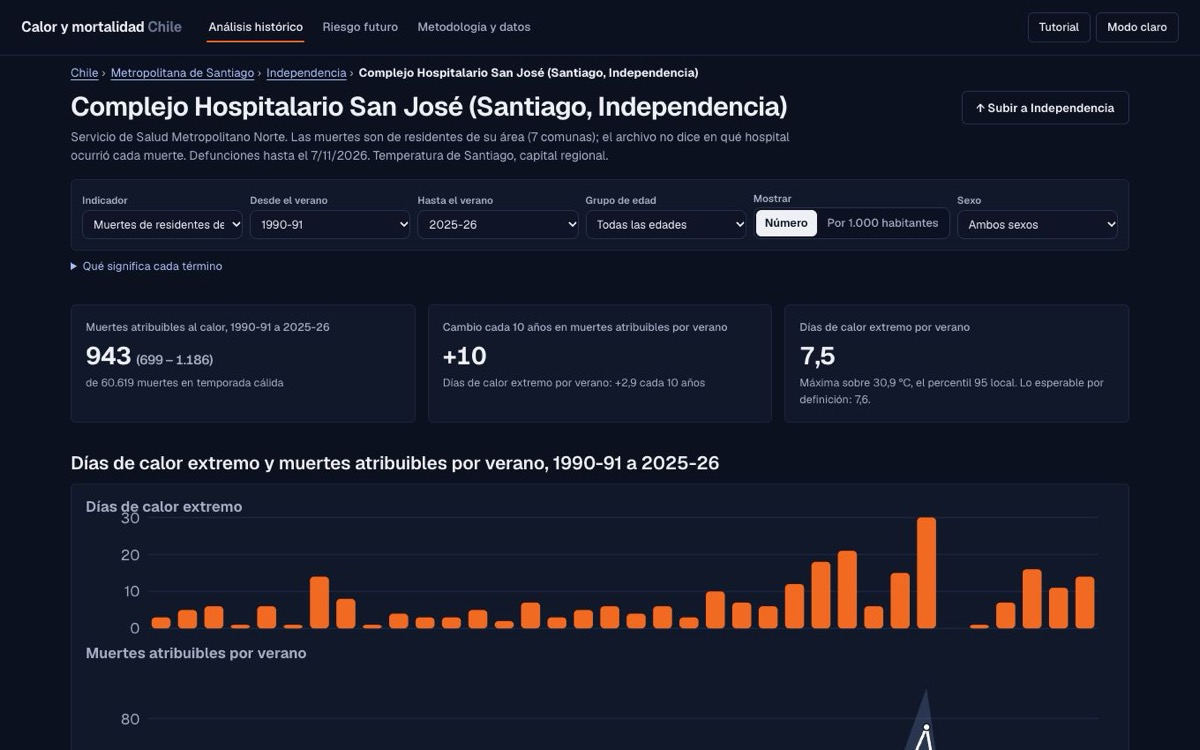 Calor y mortalidad Chile
Análisis histórico
Riesgo futuro
Metodología y datos
Tutorial
Modo claro
Chile › Metropolitana de Santiago › Independencia › Complejo Hospitalario San José (Santiago, Independencia)
Complejo Hospitalario San José (Santiago, Independencia)
↑ Subir a Independencia
Servicio de Salud Metropolitano Norte. Las muertes son de residentes de su área (7 comunas); el archivo no dice en qué hospital
ocurrió cada muerte. Defunciones hasta el 7/11/2026. Temperatura de Santiago, capital regional.
Indicador
Muertes de residentes de
Desde el verano
1990-91
Hasta el verano
2025-26
Grupo de edad
Todas las edades
Mostrar
Número
Por 1.000 habitantes
Sexo
Ambos sexos
Qué significa cada término
Muertes atribuibles al calor, 1990-91 a 2025-26
943 (699 – 1.186)
de 60.619 muertes en temporada cálida
Cambio cada 10 años en muertes atribuibles por verano
+10
Días de calor extremo por verano: +2,9 cada 10 años
Días de calor extremo por verano
7,5
Máxima sobre 30,9 °C, el percentil 95 local. Lo esperable por
definición: 7,6.
Días de calor extremo y muertes atribuibles por verano, 1990-91 a 2025-26
Días de calor extremo
30
20
10
0
Muertes atribuibles por verano
80